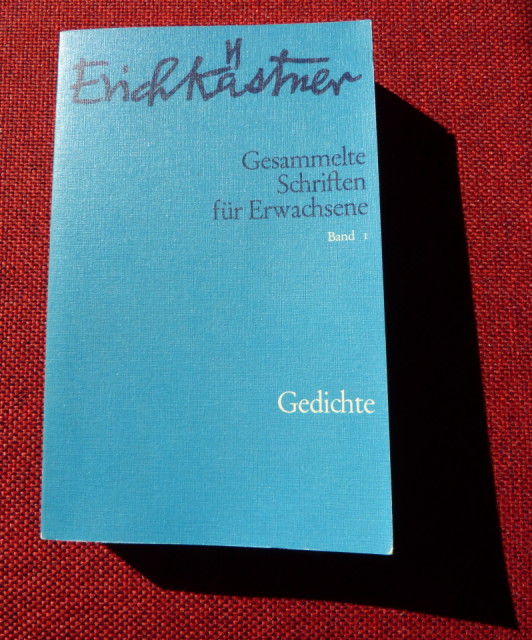 Erich Kästner
Gesammelte
Schriften
für Erwachsene
Band 1
Gedichte